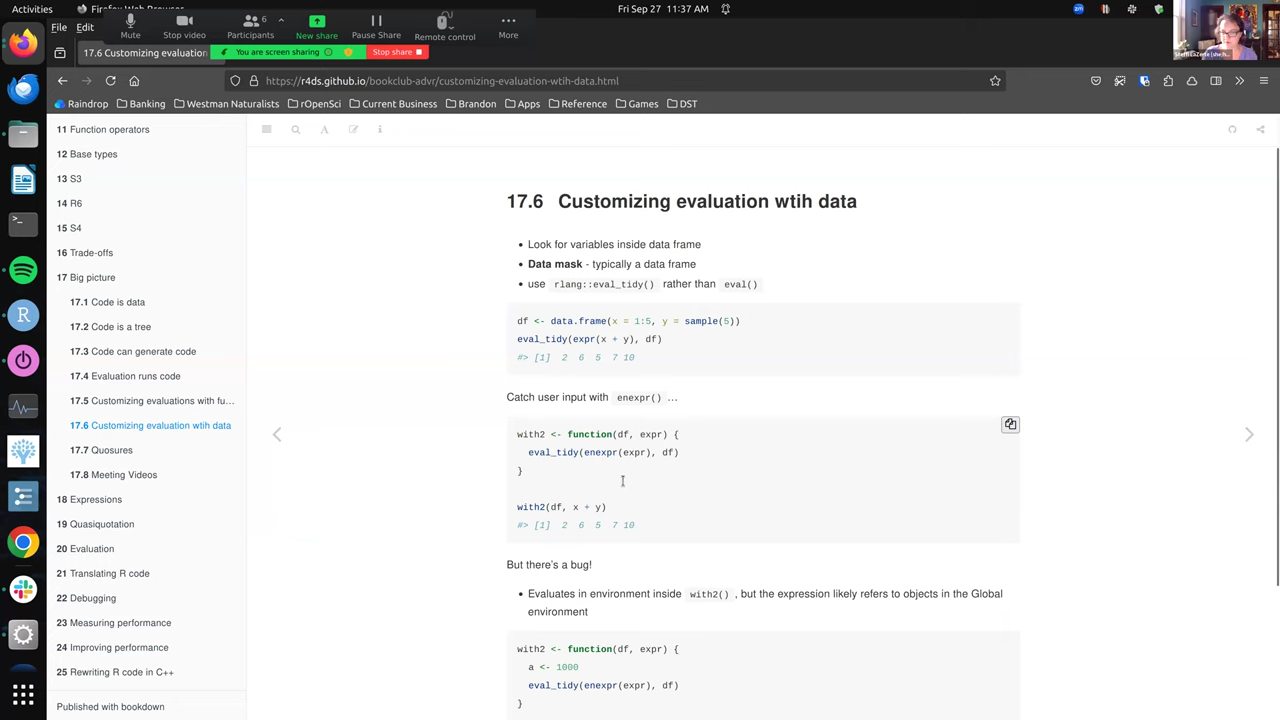 Activities
Firefox Web Browser
Fri Sep 27 11:37 AM
File
Edit
Mute
Stop video
6
Participants
New share
Pause Share
Remote control
More
You are screen sharing
Stop share
17.6 Customizing evaluation
https://r4ds.github.io/bookclub-advr/customizing-evaluation-wtih-data.html
Raindrop
Banking
Westman Naturalists
rOpenSci
Current Business
Brandon
Apps
Reference
Games
DST
11 Function operators
12 Base types
13 S3
14 R6
15 S4
16 Trade-offs
17 Big picture
17.1 Code is data
17.2 Code is a tree
17.3 Code can generate code
17.4 Evaluation runs code
17.5 Customizing evaluations with fu…
17.6 Customizing evaluation wtih data
17.7 Quosures
17.8 Meeting Videos
18 Expressions
19 Quasiquotation
20 Evaluation
21 Translating R code
22 Debugging
23 Measuring performance
24 Improving performance
25 Rewriting R code in C++
Published with bookdown
17.6 Customizing evaluation wtih data
• Look for variables inside data frame
• Data mask - typically a data frame
• use rlang::eval_tidy() rather than eval()
df <- data.frame(x = 1:5, y = sample(5))
eval_tidy(expr(x + y), df)
#> [1]  2  6  5  7 10
Catch user input with enexpr() …
with2 <- function(df, expr) {
  eval_tidy(enexpr(expr), df)
}
with2(df, x + y)
#> [1]  2  6  5  7 10
But there's a bug!
• Evaluates in environment inside with2() , but the expression likely refers to objects in the Global
environment
with2 <- function(df, expr) {
  a <- 1000
  eval_tidy(enexpr(expr), df)
}